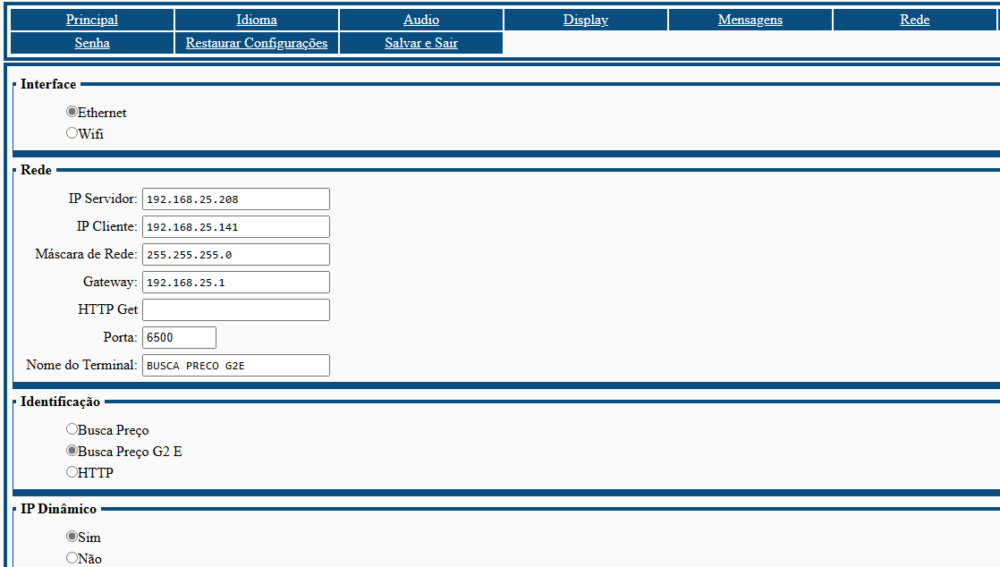 Principal Idioma Audio Display Mensagens Rede
Senha Restaurar Configurações Salvar e Sair
Interface
Ethernet
Wifi
Rede
IP Servidor: 192.168.25.208
IP Cliente: 192.168.25.141
Máscara de Rede: 255.255.255.0
Gateway: 192.168.25.1
HTTP Get
Porta: 6500
Nome do Terminal: BUSCA PRECO G2E
Identificação
Busca Preço
Busca Preço G2 E
HTTP
IP Dinâmico
Sim
Não